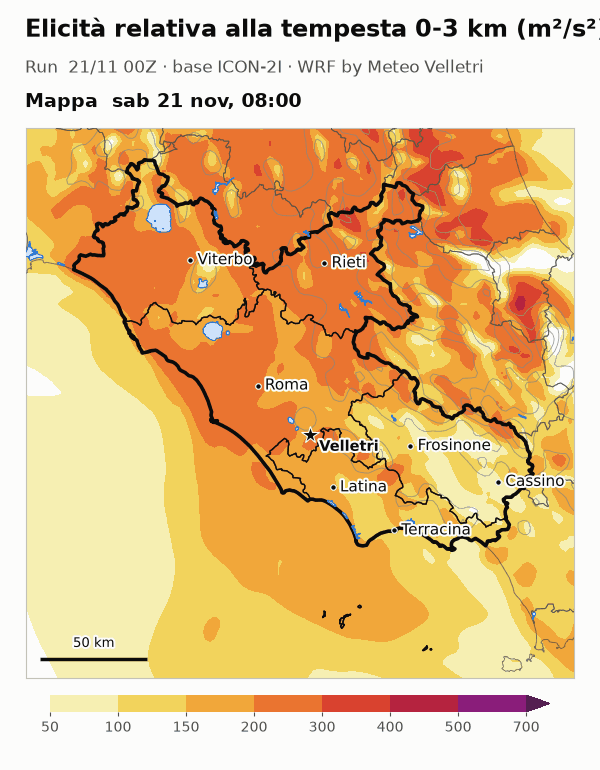 Elicità relativa alla tempesta 0-3 km (m²/s²)
Run 21/11 00Z · base ICON-2I · WRF by Meteo Velletri
Mappa sab 21 nov, 08:00
Viterbo
Rieti
Roma
Velletri
Frosinone
Cassino
Latina
Terracina
50 km
50 100 150 200 300 400 500 700